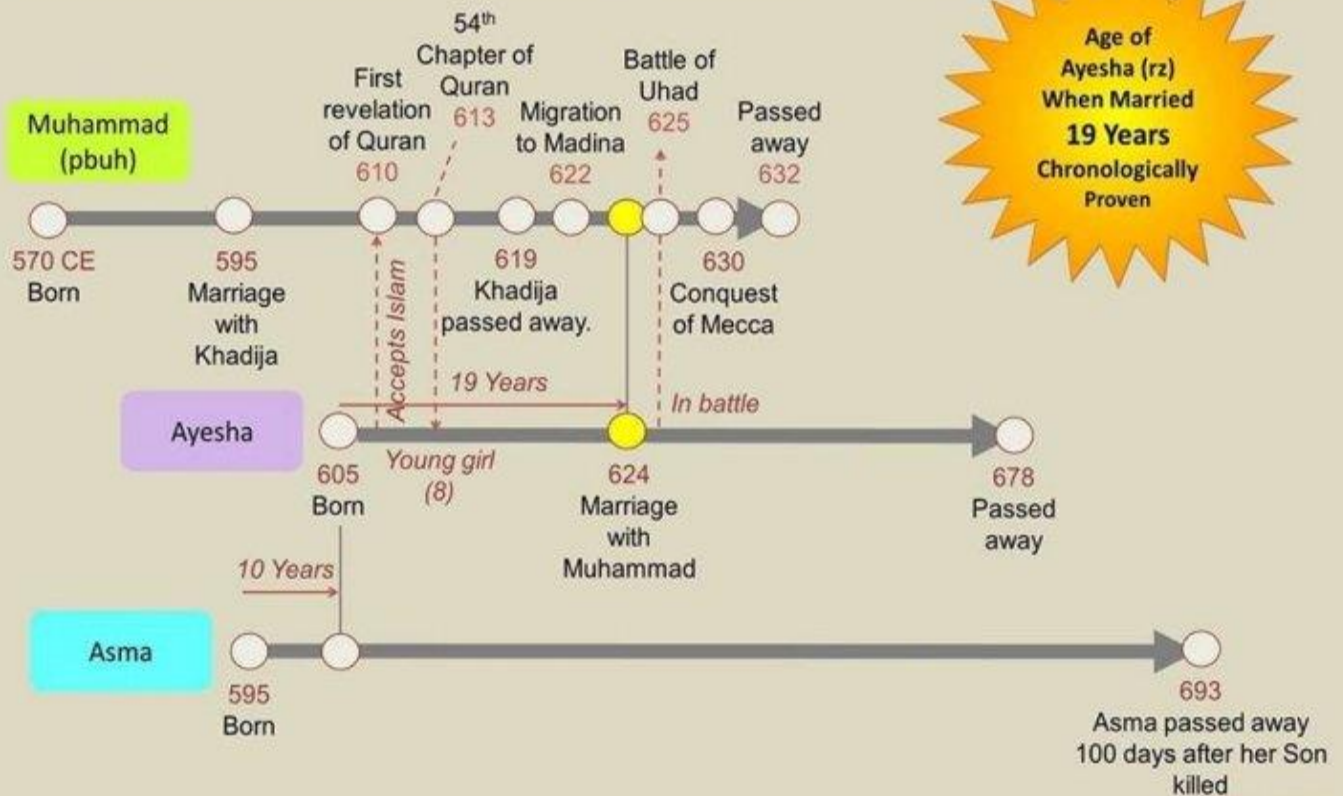 Age of
Ayesha (rz)
When Married
19 Years
Chronologically
Proven
Muhammad
(pbuh)
570 CE
Born
595
Marriage
with
Khadija
First
revelation
of Quran
610
54th
Chapter of
Quran
613
619
Khadija
passed away.
Migration
to Madina
622
Battle of
Uhad
625
630
Conquest
of Mecca
Passed
away
632
Accepts Islam
19 Years
In battle
Ayesha
605
Born
Young girl
(8)
624
Marriage
with
Muhammad
678
Passed
away
10 Years
Asma
595
Born
693
Asma passed away
100 days after her Son
killed